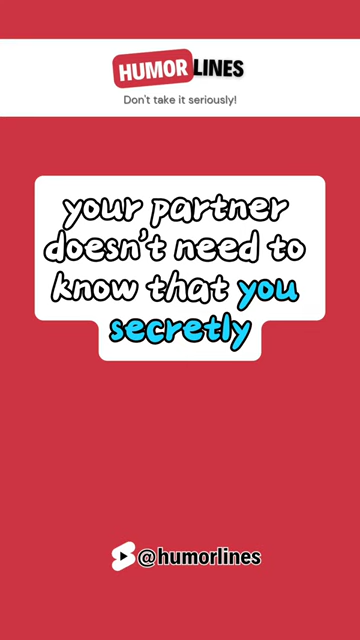 HUMOR LINES
Don't take it seriously!
your partner
doesn't need to
know that you
secretly
@humorlines